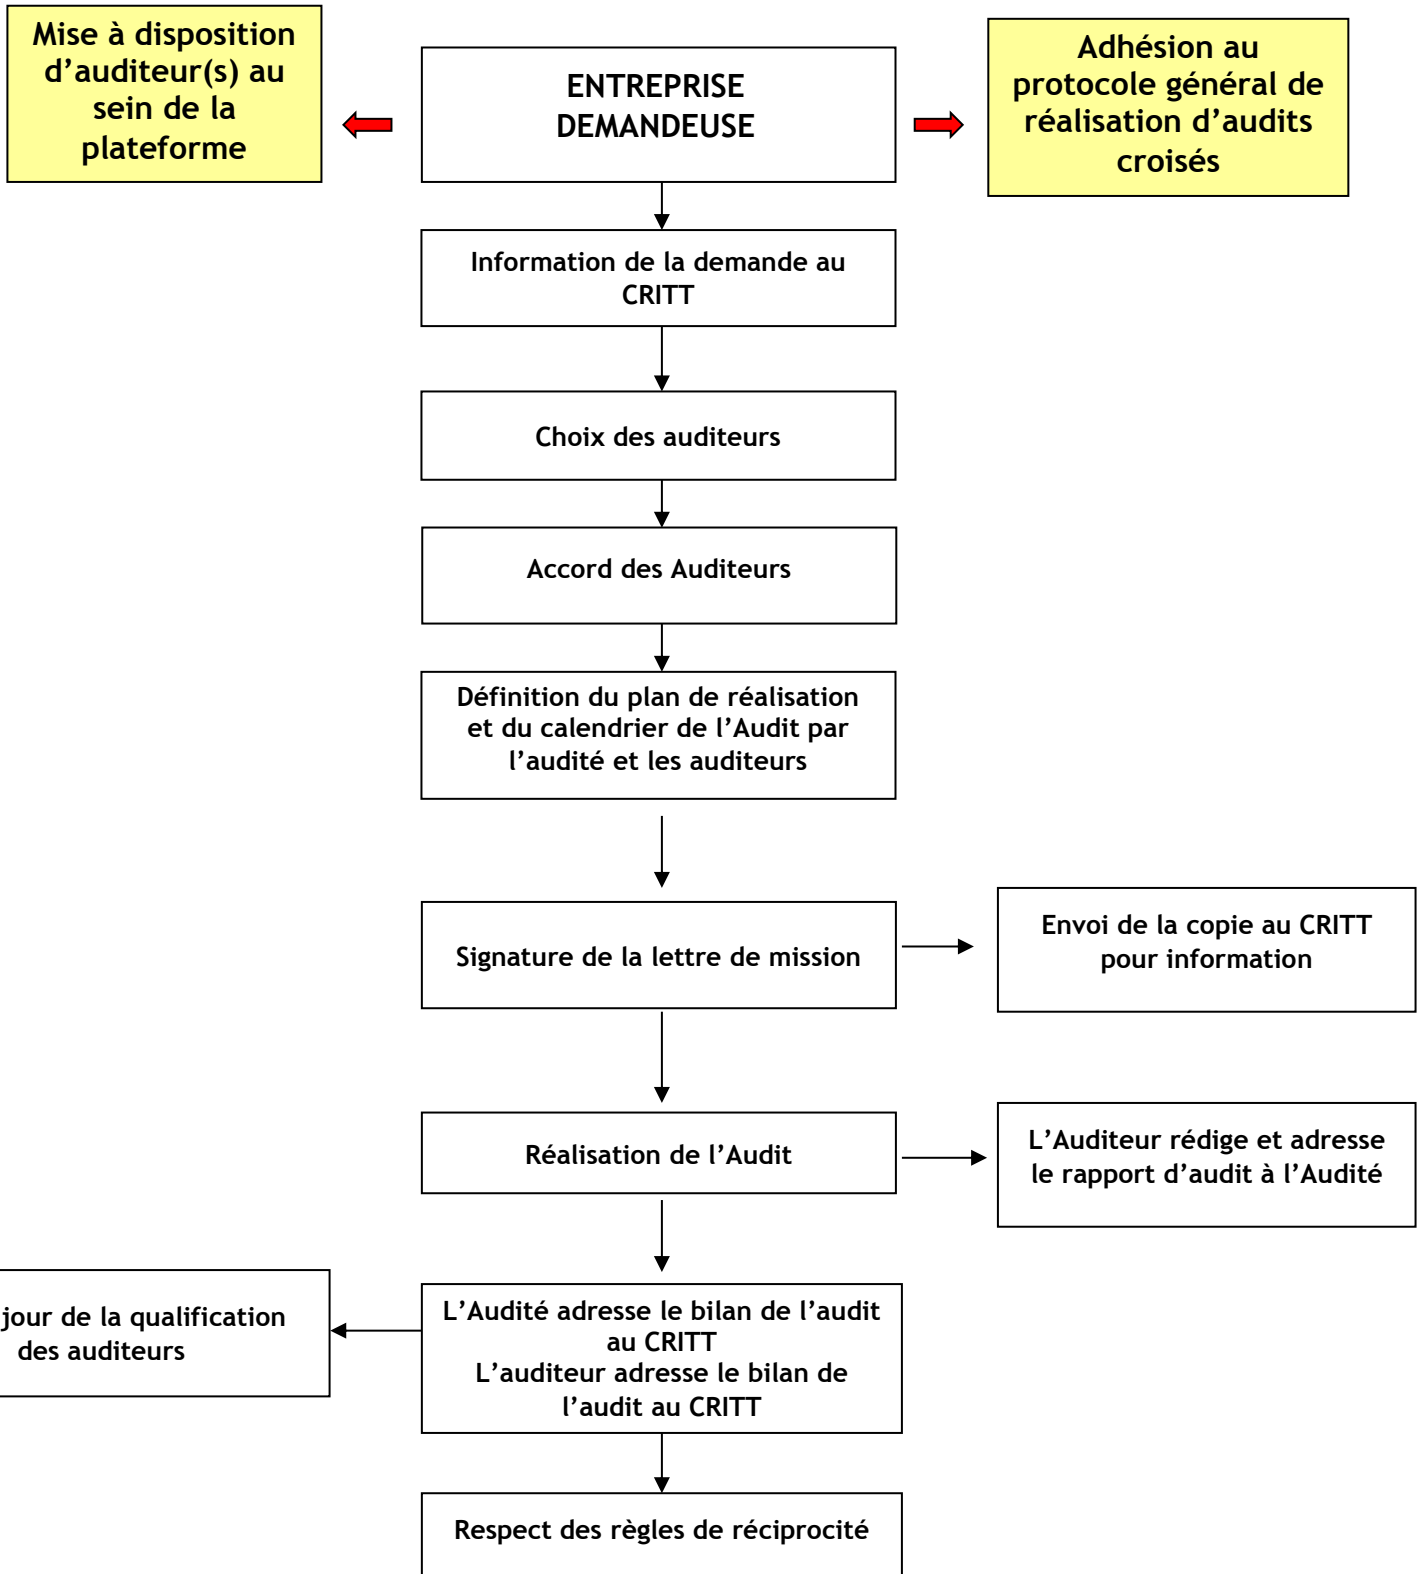 Mise à disposition
d’auditeur(s) au
sein de la
plateforme
ENTREPRISE
DEMANDEUSE
Adhésion au
protocole général de
réalisation d’audits
croisés
Information de la demande au
CRITT
Choix des auditeurs
Accord des Auditeurs
Définition du plan de réalisation
et du calendrier de l’Audit par
l’audité et les auditeurs
Signature de la lettre de mission
Envoi de la copie au CRITT
pour information
Réalisation de l’Audit
L’Auditeur rédige et adresse
le rapport d’audit à l’Audité
jour de la qualification
des auditeurs
L’Audité adresse le bilan de l’audit
au CRITT
L’auditeur adresse le bilan de
l’audit au CRITT
Respect des règles de réciprocité